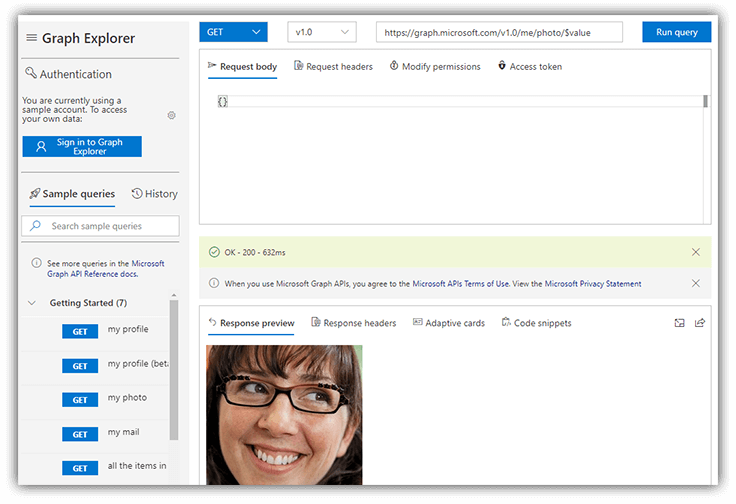 Graph Explorer
GET
v1.0
https://graph.microsoft.com/v1.0/me/photo/$value
Run query
Authentication
You are currently using a
sample account. To access
your own data:
Sign in to Graph
Explorer
Sample queries
History
Search sample queries
See more queries in the Microsoft
Graph API Reference docs.
Getting Started (7)
GET my profile
GET my profile (beta
GET my photo
GET my mail
GET all the items in
Request body
Request headers
Modify permissions
Access token
{}
OK - 200 - 632ms
When you use Microsoft Graph APIs, you agree to the Microsoft APIs Terms of Use. View the Microsoft Privacy Statement
Response preview
Response headers
Adaptive cards
Code snippets